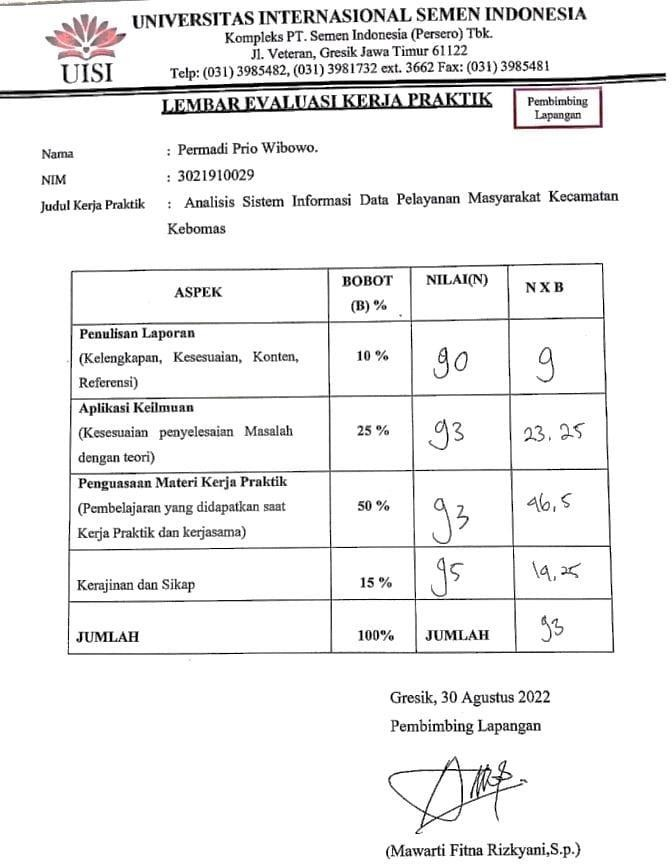 UISI
UNIVERSITAS INTERNASIONAL SEMEN INDONESIA
Kompleks PT. Semen Indonesia (Persero) Tbk.
Jl. Veteran, Gresik Jawa Timur 61122
Telp: (031) 3985482, (031) 3981732 ext. 3662 Fax: (031) 3985481
LEMBAR EVALUASI KERJA PRAKTIK
Pembimbing
Lapangan
Nama : Permadi Prio Wibowo.
NIM : 3021910029
Judul Kerja Praktik : Analisis Sistem Informasi Data Pelayanan Masyarakat Kecamatan
Kebomas
ASPEK BOBOT (B) % NILAI(N) N X B
Penulisan Laporan
(Kelengkapan, Kesesuaian, Konten, 10 % 90 9
Referensi)
Aplikasi Keilmuan
(Kesesuaian penyelesaian Masalah 25 % 93 23,25
dengan teori)
Penguasaan Materi Kerja Praktik
(Pembelajaran yang didapatkan saat 50 % 93 46,5
Kerja Praktik dan kerjasama)
Kerajinan dan Sikap 15 % 95 14,25
JUMLAH 100% JUMLAH 93
Gresik, 30 Agustus 2022
Pembimbing Lapangan
(Mawarti Fitna Rizkyani,S.p.)